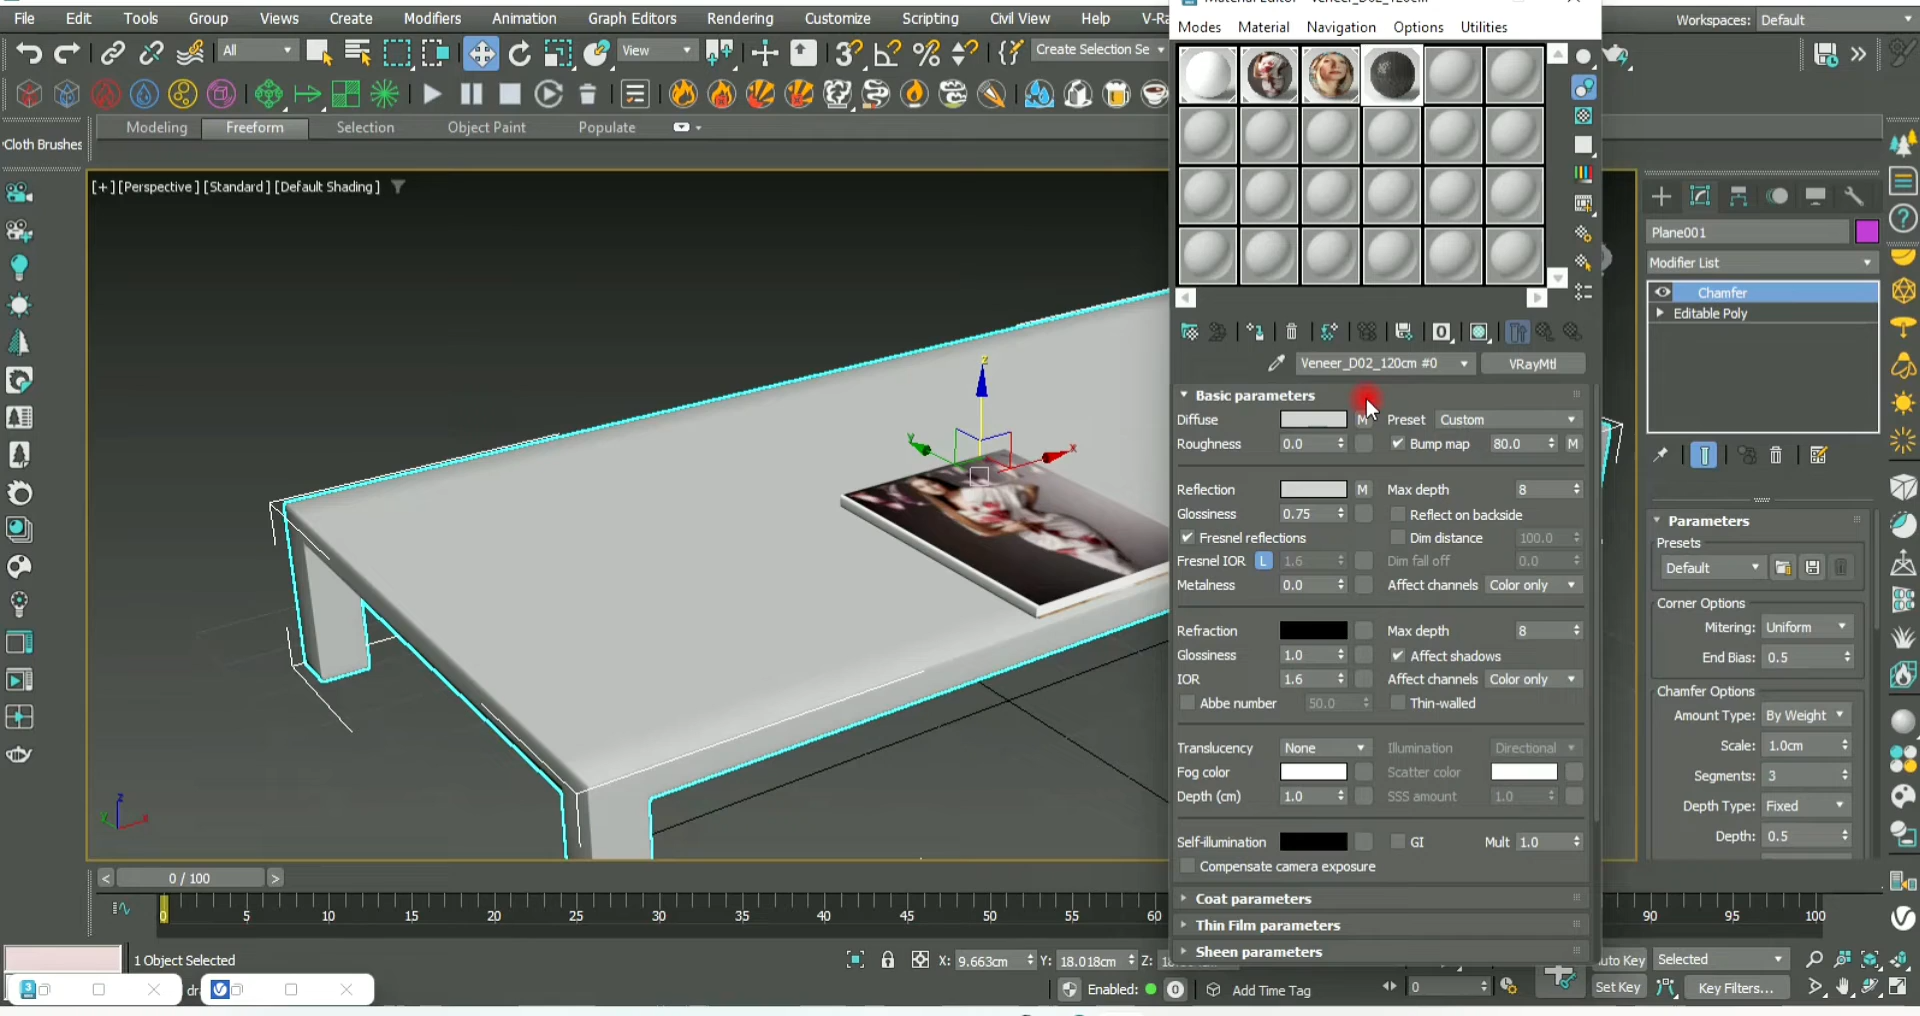 Material Editor - Veneer_D02_120cm
File Edit Tools Group Views Create Modifiers Animation Graph Editors Rendering Customize Scripting Civil View Help V-Ra
Modes Material Navigation Options Utilities
Workspaces: Default
All
View
Create Selection Se
Modeling Freeform Selection Object Paint Populate
Cloth Brushes
[+] [Perspective] [Standard] [Default Shading]
Plane001
Modifier List
Chamfer
Editable Poly
Veneer_D02_120cm #0 VRayMtl
Basic parameters
Diffuse M Preset Custom
Roughness 0.0 Bump map 80.0 M
Reflection M Max depth 8
Glossiness 0.75 Reflect on backside
Fresnel reflections Dim distance 100.0
Fresnel IOR L 1.6 Dim fall off 0.0
Metalness 0.0 Affect channels Color only
Refraction Max depth 8
Glossiness 1.0 Affect shadows
IOR 1.6 Affect channels Color only
Abbe number 50.0 Thin-walled
Translucency None Illumination Directional
Fog color Scatter color
Depth (cm) 1.0 SSS amount 1.0
Self-illumination GI Mult 1.0
Compensate camera exposure
Coat parameters
Thin Film parameters
Sheen parameters
Parameters
Presets
Default
Corner Options
Mitering: Uniform
End Bias: 0.5
Chamfer Options
Amount Type: By Weight
Scale: 1.0cm
Segments: 3
Depth Type: Fixed
Depth: 0.5
z
y
x
z
x
< 0 / 100 >
0 5 10 15 20 25 30 35 40 45 50 55 60 90 95 100
1 Object Selected
X: 9.663cm Y: 18.018cm Z:
uto Key Selected
dr
Enabled: 0 Add Time Tag
0
Set Key Key Filters...